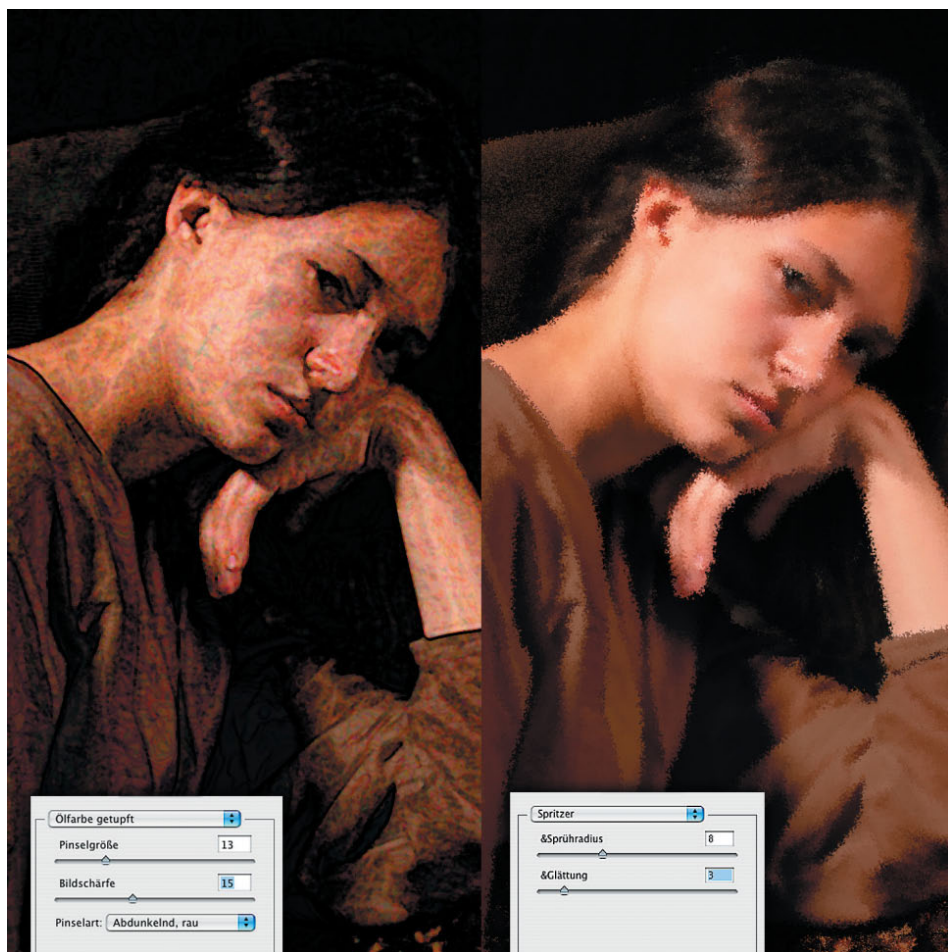 Ölfarbe getupft
Pinselgröße 13
Bildschärfe 15
Pinselart: Abdunkelnd, rau
Spritzer
&Sprühradius 8
&Glättung 3